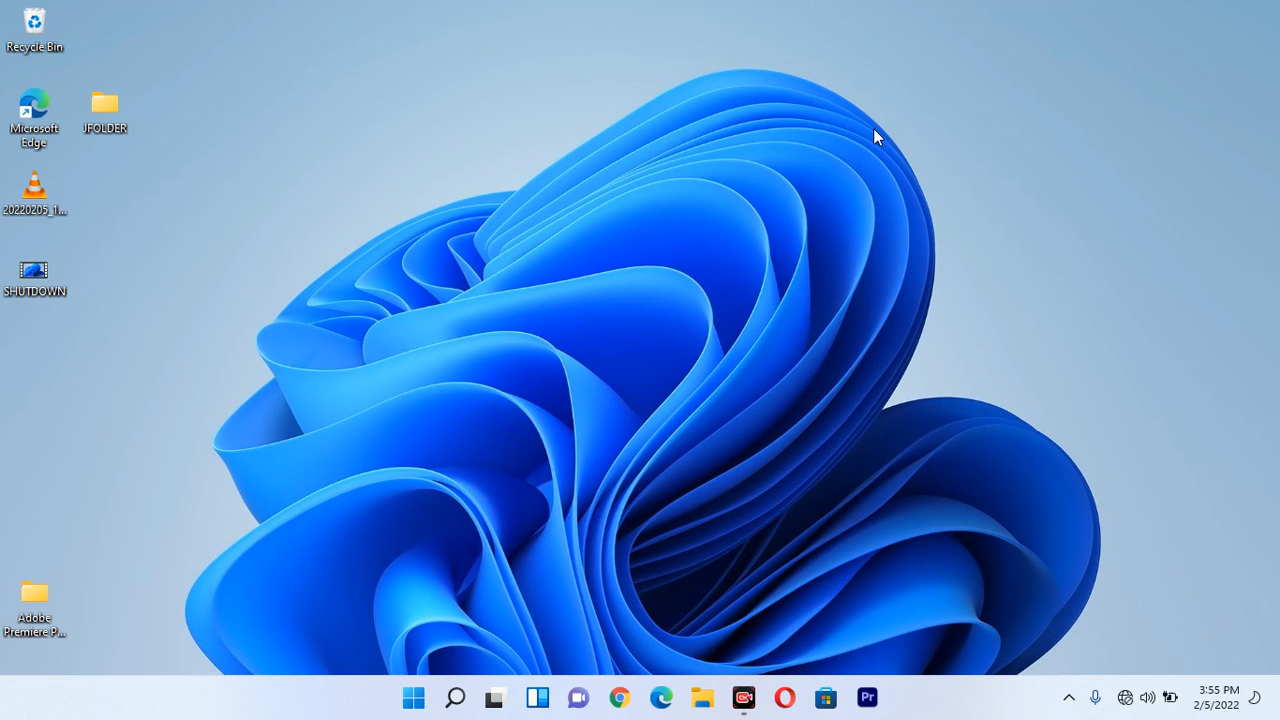 Recycle Bin
Microsoft
Edge
JFOLDER
20220205_1...
SHUTDOWN
Adobe
Premiere P...
Pr
3:55 PM
2/5/2022